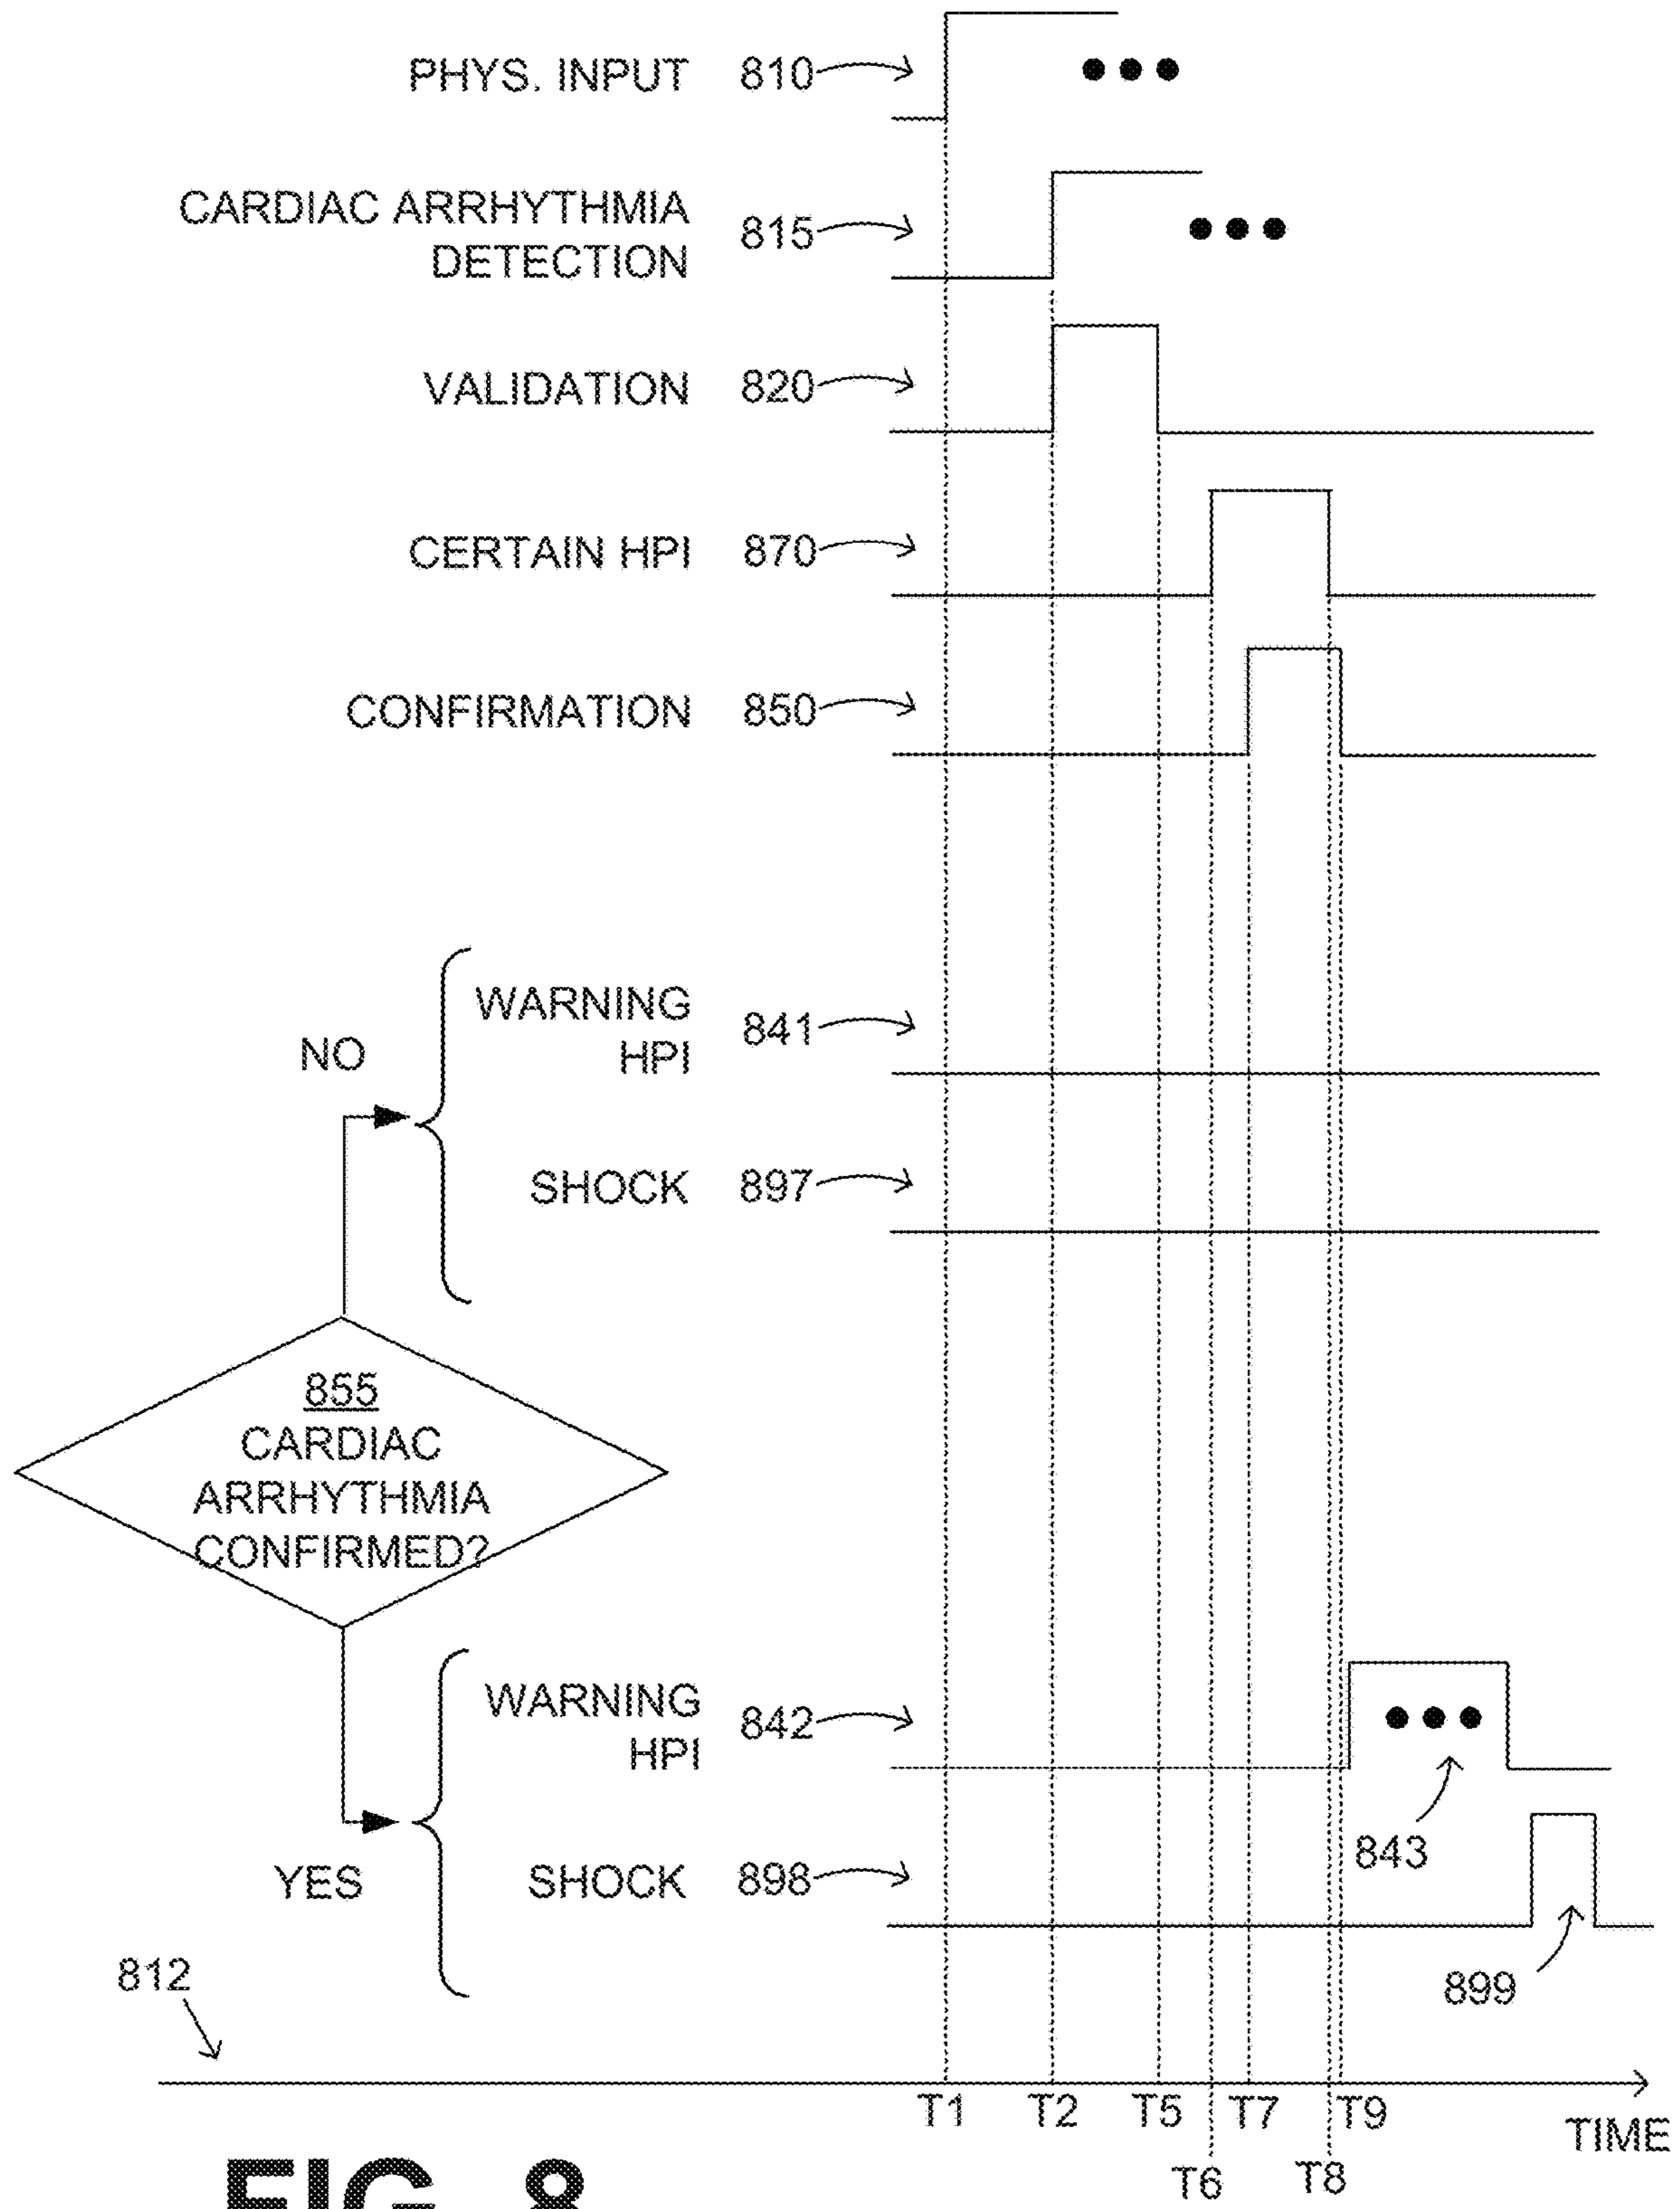 PHYS. INPUT 810
CARDIAC ARRHYTHMIA
DETECTION 815
VALIDATION 820
CERTAIN HPI 870
CONFIRMATION 850
NO
WARNING
HPI 841
SHOCK 897
855
CARDIAC
ARRHYTHMIA
CONFIRMED?
WARNING
HPI 842
843
YES
SHOCK 898
899
812
T1 T2 T5 T7 T9
TIME
T6 T8
FIG. 8